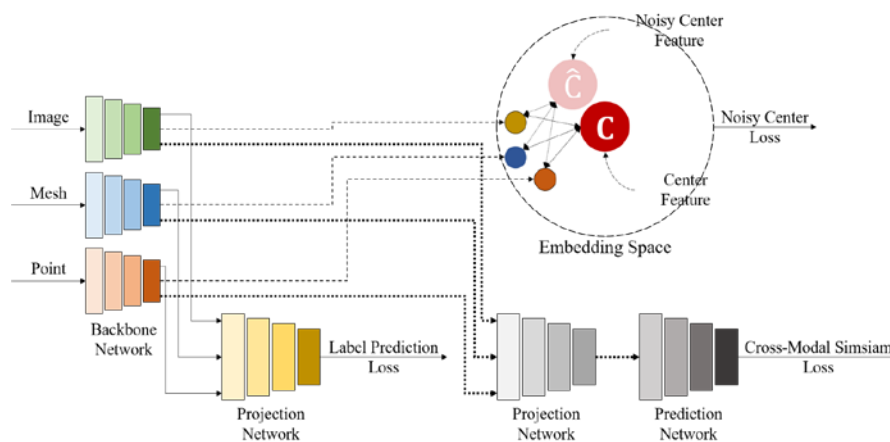 Noisy Center
Feature
Ĉ
Image
C
Noisy Center
Loss
Mesh
Center
Feature
Embedding Space
Point
Backbone
Network
Label Prediction
Loss
Cross-Modal Simsiam
Loss
Projection
Network
Projection
Network
Prediction
Network